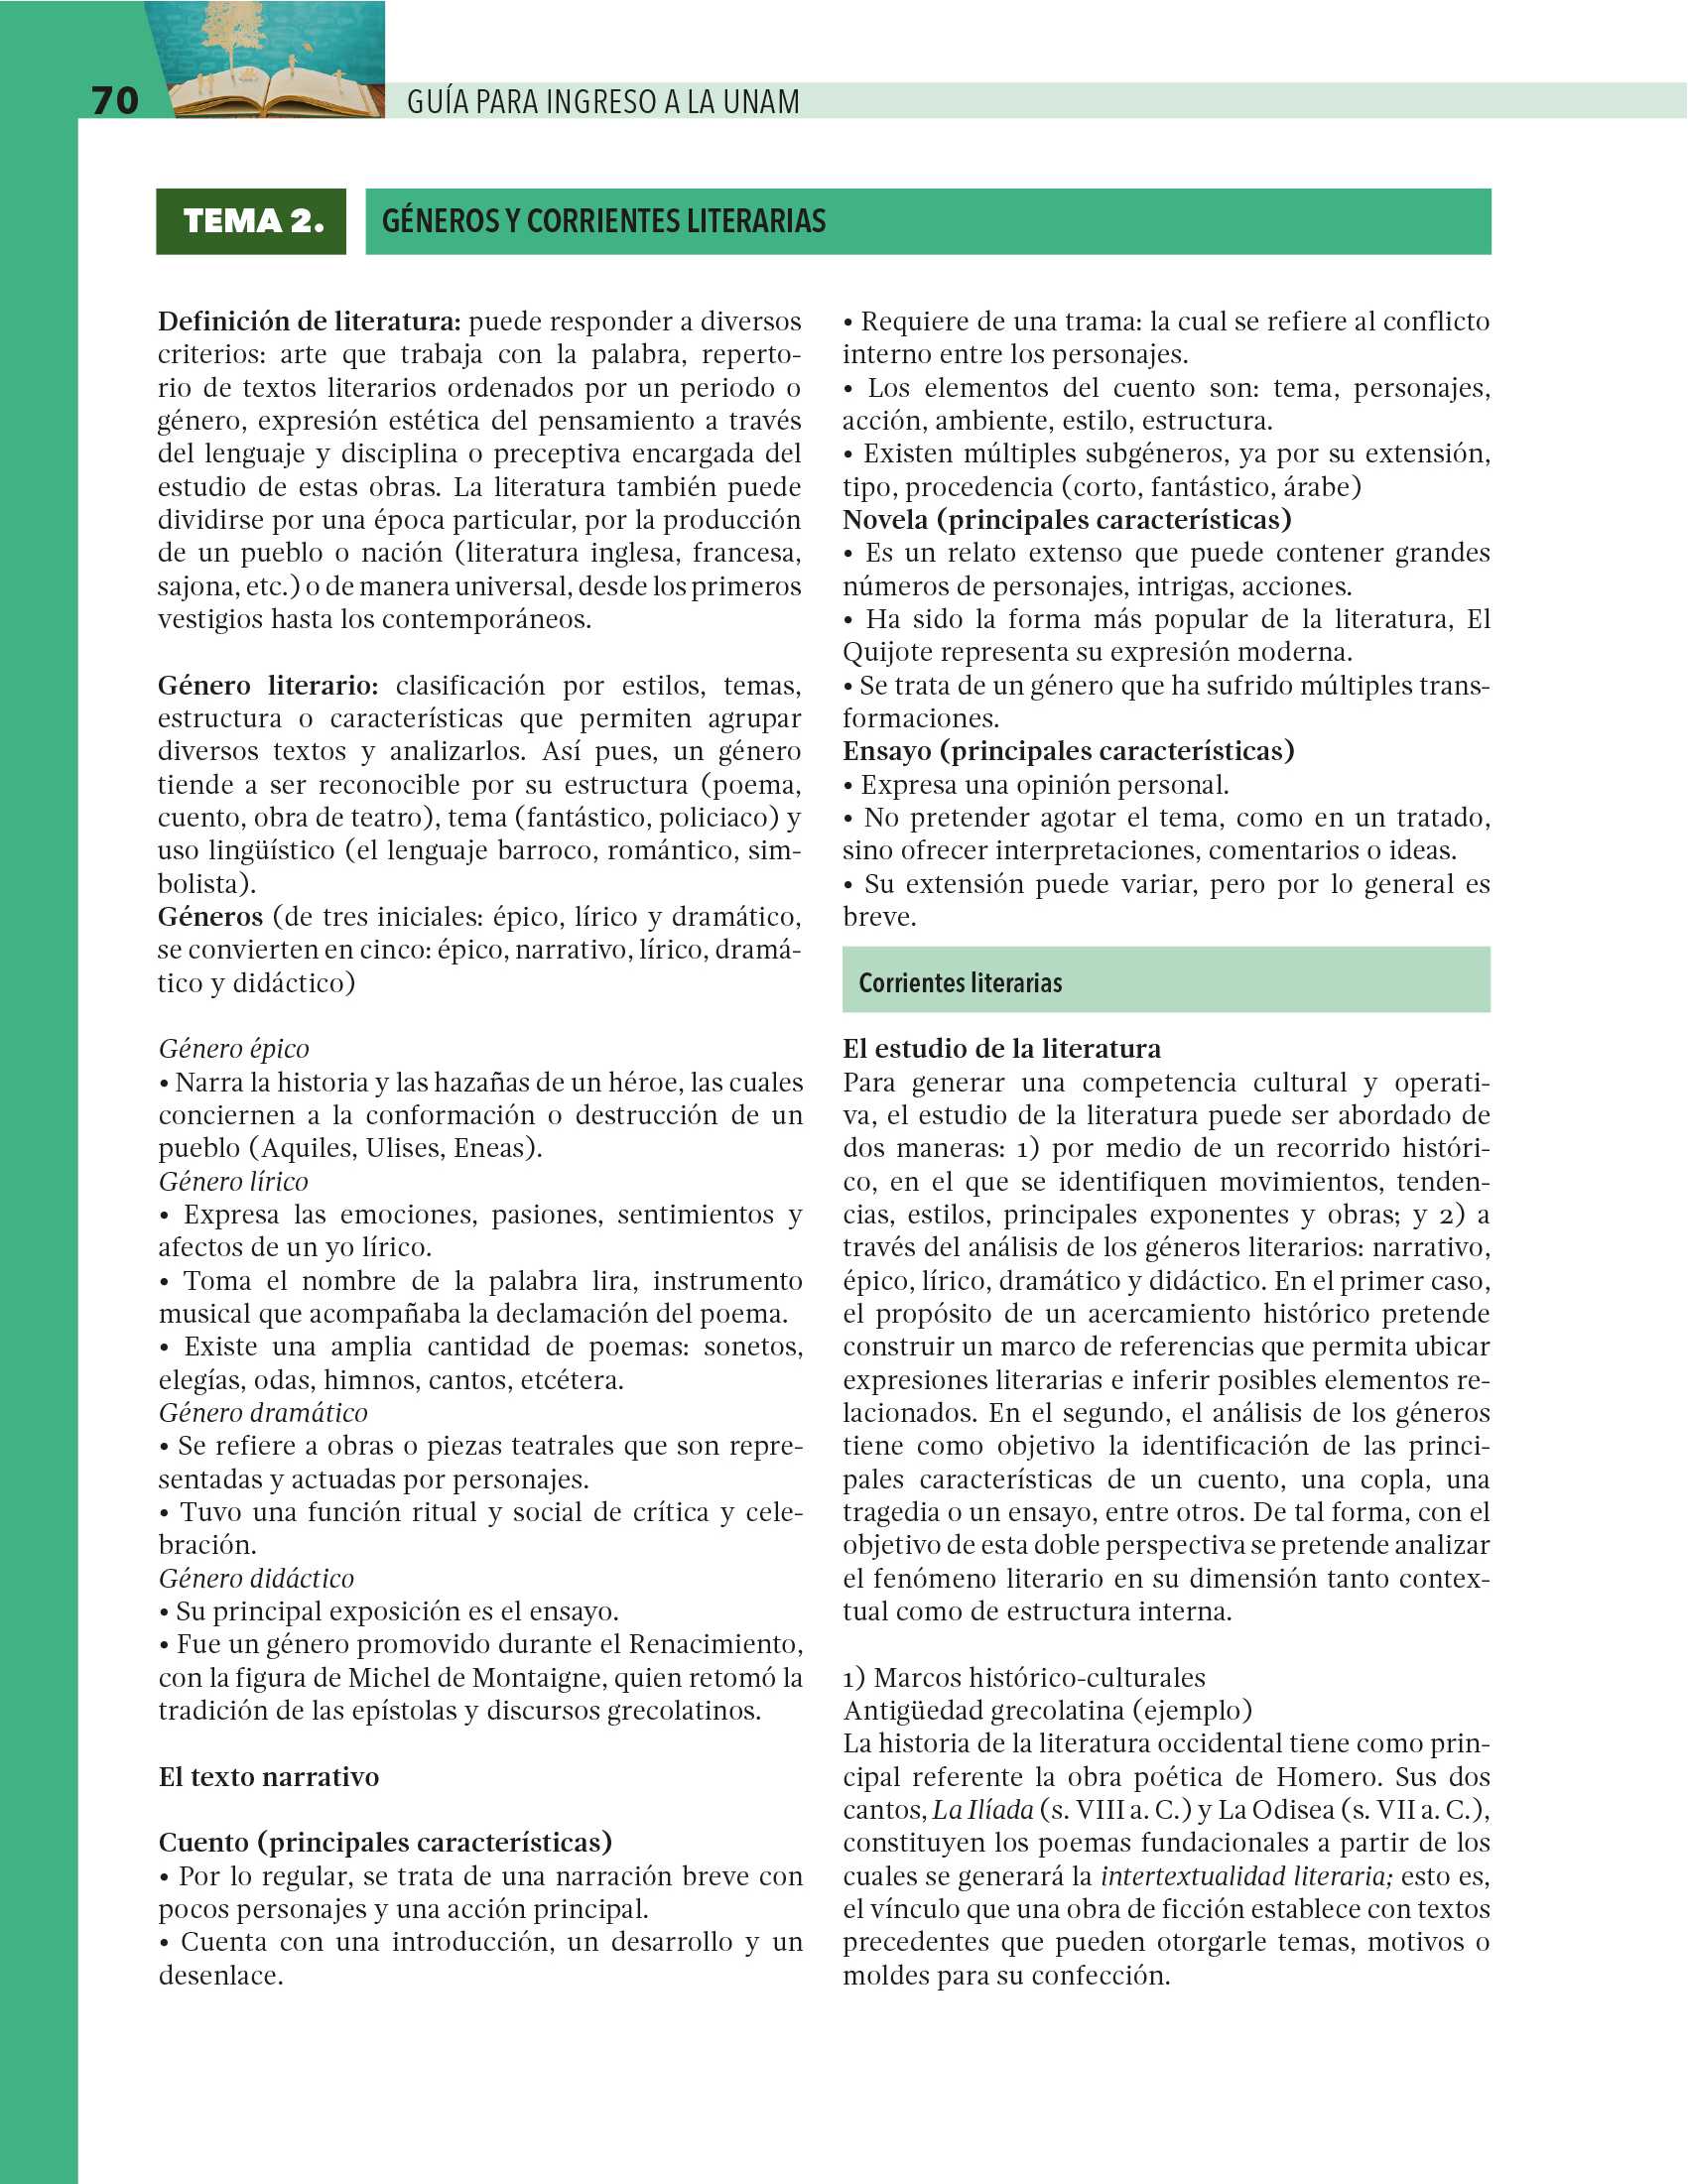 70
GUÍA PARA INGRESO A LA UNAM
TEMA 2.
GÉNEROS Y CORRIENTES LITERARIAS
Definición de literatura: puede responder a diversos
criterios: arte que trabaja con la palabra, reperto-
rio de textos literarios ordenados por un periodo o
género, expresión estética del pensamiento a través
del lenguaje y disciplina o preceptiva encargada del
estudio de estas obras. La literatura también puede
dividirse por una época particular, por la producción
de un pueblo o nación (literatura inglesa, francesa,
sajona, etc.) o de manera universal, desde los primeros
vestigios hasta los contemporáneos.
Género literario: clasificación por estilos, temas,
estructura o características que permiten agrupar
diversos textos y analizarlos. Así pues, un género
tiende a ser reconocible por su estructura (poema,
cuento, obra de teatro), tema (fantástico, policiaco) y
uso lingüístico (el lenguaje barroco, romántico, sim-
bolista).
Géneros (de tres iniciales: épico, lírico y dramático,
se convierten en cinco: épico, narrativo, lírico, dramá-
tico y didáctico)
Género épico
• Narra la historia y las hazañas de un héroe, las cuales
conciernen a la conformación o destrucción de un
pueblo (Aquiles, Ulises, Eneas).
Género lírico
• Expresa las emociones, pasiones, sentimientos y
afectos de un yo lírico.
• Toma el nombre de la palabra lira, instrumento
musical que acompañaba la declamación del poema.
• Existe una amplia cantidad de poemas: sonetos,
elegías, odas, himnos, cantos, etcétera.
Género dramático
• Se refiere a obras o piezas teatrales que son repre-
sentadas y actuadas por personajes.
• Tuvo una función ritual y social de crítica y cele-
bración.
Género didáctico
• Su principal exposición es el ensayo.
• Fue un género promovido durante el Renacimiento,
con la figura de Michel de Montaigne, quien retomó la
tradición de las epístolas y discursos grecolatinos.
El texto narrativo
Cuento (principales características)
• Por lo regular, se trata de una narración breve con
pocos personajes y una acción principal.
• Cuenta con una introducción, un desarrollo y un
desenlace.
• Requiere de una trama: la cual se refiere al conflicto
interno entre los personajes.
• Los elementos del cuento son: tema, personajes,
acción, ambiente, estilo, estructura.
• Existen múltiples subgéneros, ya por su extensión,
tipo, procedencia (corto, fantástico, árabe)
Novela (principales características)
• Es un relato extenso que puede contener grandes
números de personajes, intrigas, acciones.
• Ha sido la forma más popular de la literatura, El
Quijote representa su expresión moderna.
• Se trata de un género que ha sufrido múltiples trans-
formaciones.
Ensayo (principales características)
• Expresa una opinión personal.
• No pretender agotar el tema, como en un tratado,
sino ofrecer interpretaciones, comentarios o ideas.
• Su extensión puede variar, pero por lo general es
breve.
Corrientes literarias
El estudio de la literatura
Para generar una competencia cultural y operati-
va, el estudio de la literatura puede ser abordado de
dos maneras: 1) por medio de un recorrido históri-
co, en el que se identifiquen movimientos, tenden-
cias, estilos, principales exponentes y obras; y 2) a
través del análisis de los géneros literarios: narrativo,
épico, lírico, dramático y didáctico. En el primer caso,
el propósito de un acercamiento histórico pretende
construir un marco de referencias que permita ubicar
expresiones literarias e inferir posibles elementos re-
lacionados. En el segundo, el análisis de los géneros
tiene como objetivo la identificación de las princi-
pales características de un cuento, una copla, una
tragedia o un ensayo, entre otros. De tal forma, con el
objetivo de esta doble perspectiva se pretende analizar
el fenómeno literario en su dimensión tanto contex-
tual como de estructura interna.
1) Marcos histórico-culturales
Antigüedad grecolatina (ejemplo)
La historia de la literatura occidental tiene como prin-
cipal referente la obra poética de Homero. Sus dos
cantos, La Ilíada (s. VIII a. C.) y La Odisea (s. VII a. C.),
constituyen los poemas fundacionales a partir de los
cuales se generará la intertextualidad literaria; esto es,
el vínculo que una obra de ficción establece con textos
precedentes que pueden otorgarle temas, motivos o
moldes para su confección.